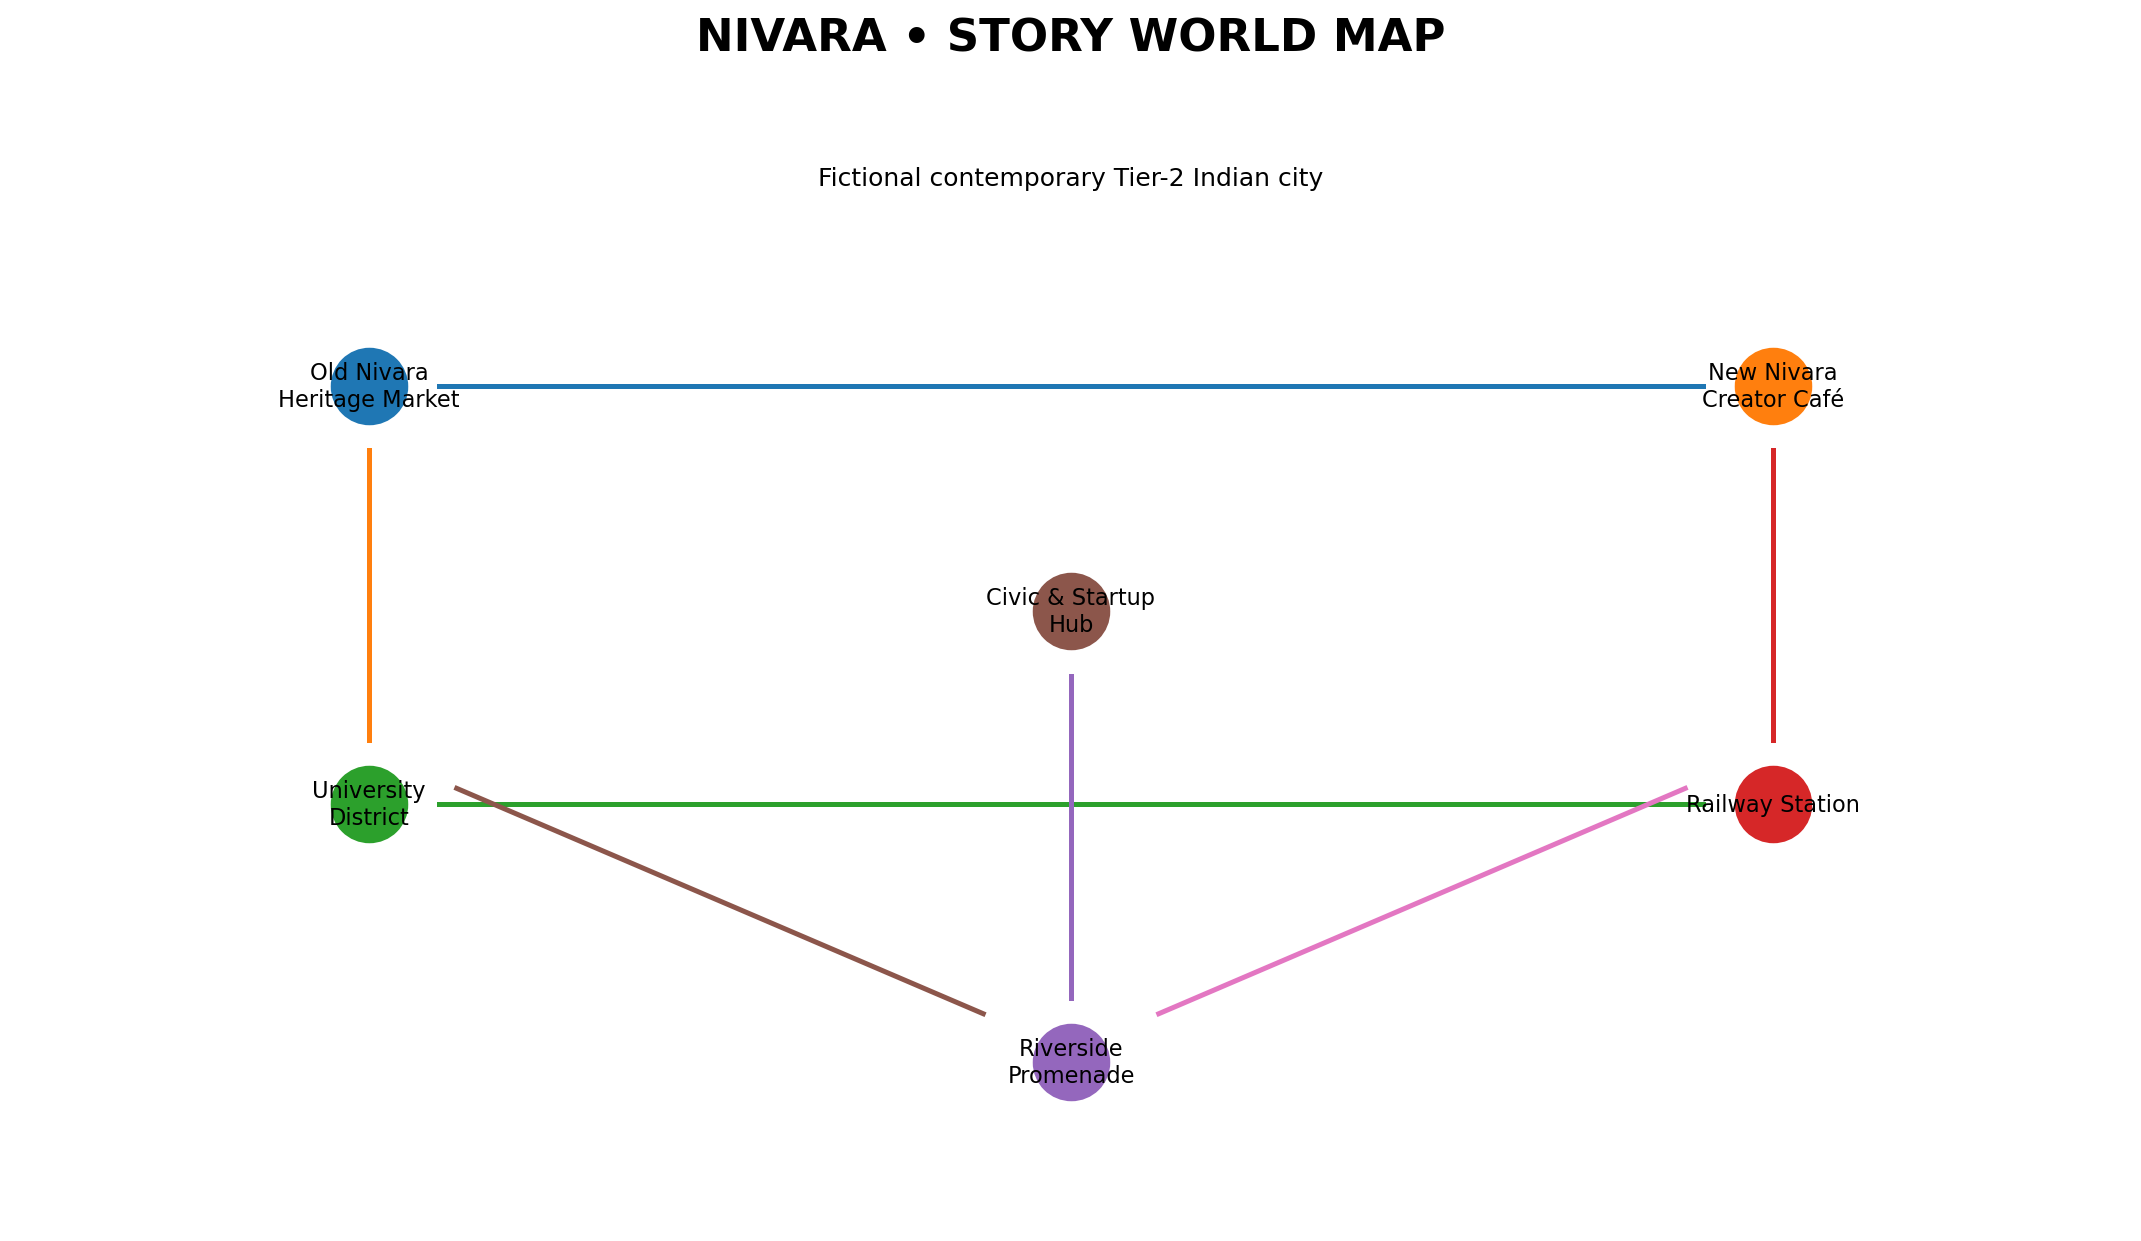 NIVARA • STORY WORLD MAP
Fictional contemporary Tier-2 Indian city
Old Nivara
Heritage Market
New Nivara
Creator Café
Civic & Startup
Hub
University
District
Railway Station
Riverside
Promenade